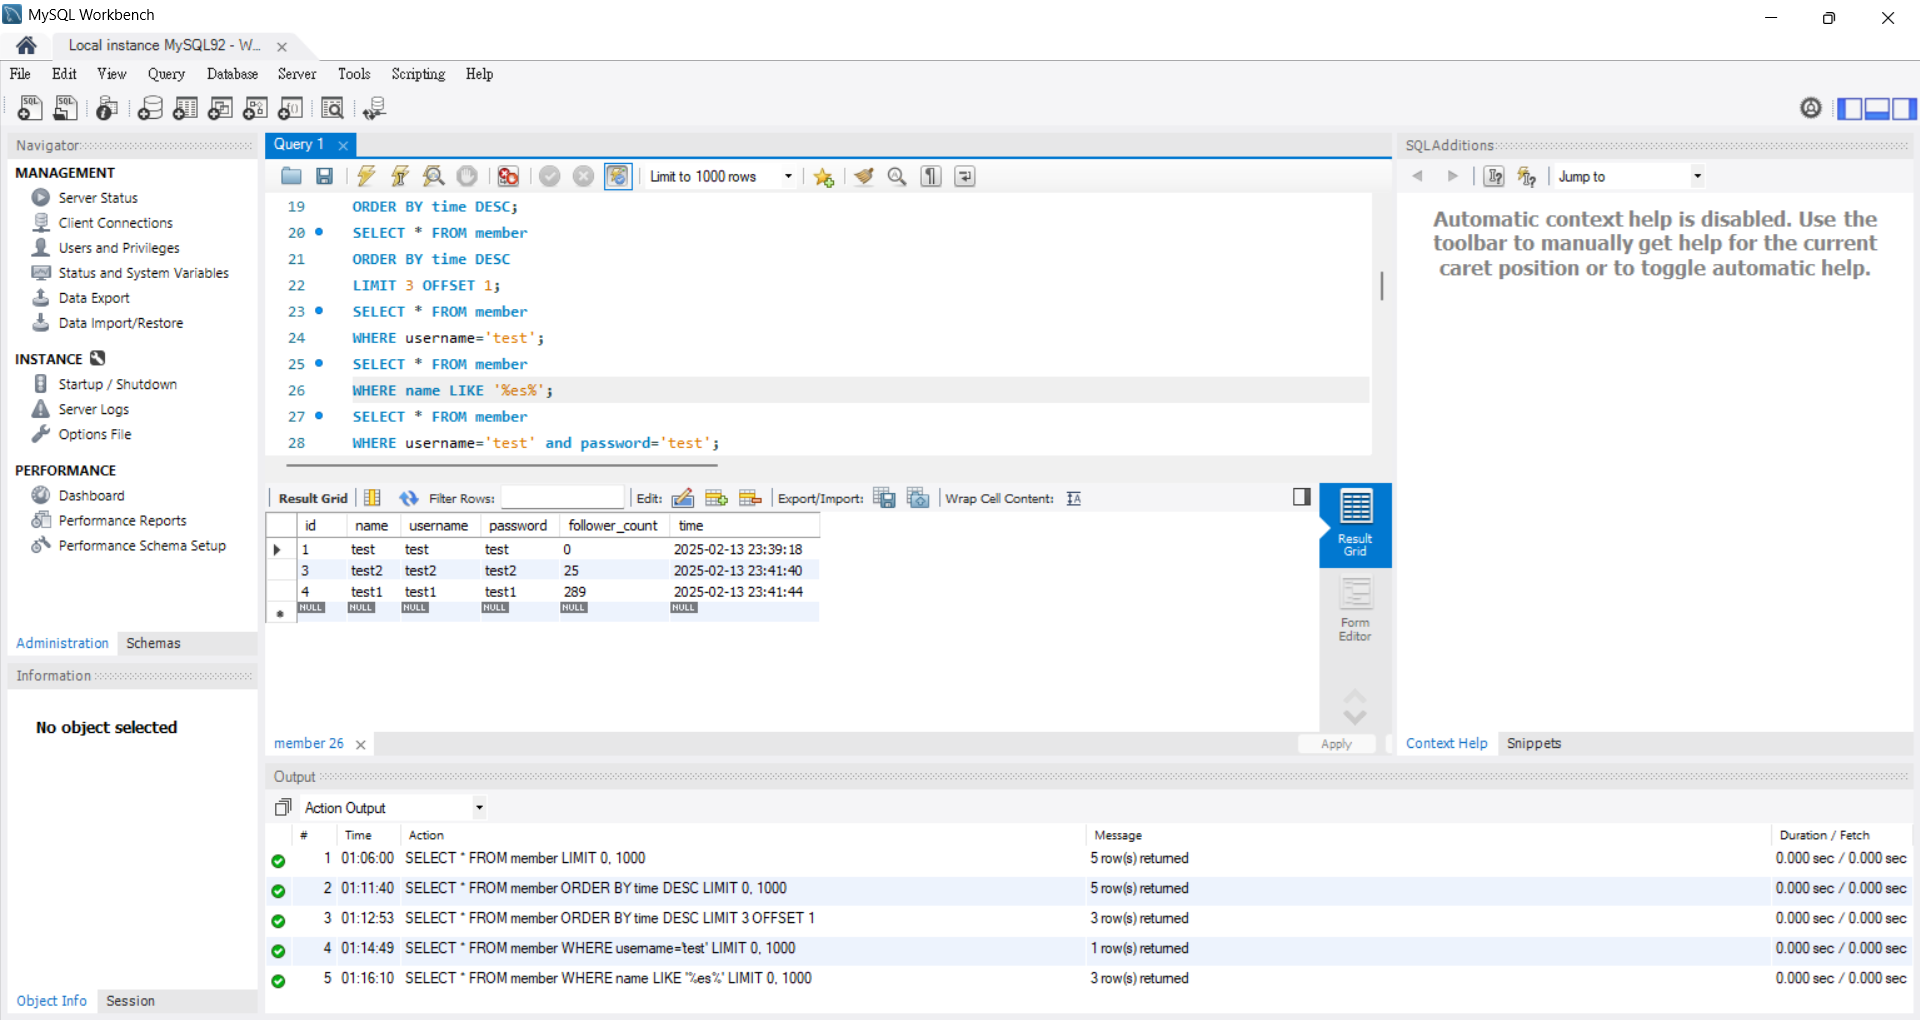 MySQL Workbench
Local instance MySQL92 - W...
File Edit View Query Database Server Tools Scripting Help
Navigator
MANAGEMENT
Server Status
Client Connections
Users and Privileges
Status and System Variables
Data Export
Data Import/Restore
INSTANCE
Startup / Shutdown
Server Logs
Options File
PERFORMANCE
Dashboard
Performance Reports
Performance Schema Setup
Administration Schemas
Information
No object selected
Object Info Session
Query 1
Limit to 1000 rows
19 ORDER BY time DESC;
20 SELECT * FROM member
21 ORDER BY time DESC
22 LIMIT 3 OFFSET 1;
23 SELECT * FROM member
24 WHERE username='test';
25 SELECT * FROM member
26 WHERE name LIKE '%es%';
27 SELECT * FROM member
28 WHERE username='test' and password='test';
Result Grid Filter Rows: Edit: Export/Import: Wrap Cell Content:
id name username password follower_count time
1 test test test 0 2025-02-13 23:39:18
3 test2 test2 test2 25 2025-02-13 23:41:40
4 test1 test1 test1 289 2025-02-13 23:41:44
NULL NULL NULL NULL NULL NULL
Result
Grid
Form
Editor
member 26
Apply
SQLAdditions
Jump to
Automatic context help is disabled. Use the
toolbar to manually get help for the current
caret position or to toggle automatic help.
Context Help Snippets
Output
Action Output
# Time Action Message Duration / Fetch
1 01:06:00 SELECT * FROM member LIMIT 0, 1000 5 row(s) returned 0.000 sec / 0.000 sec
2 01:11:40 SELECT * FROM member ORDER BY time DESC LIMIT 0, 1000 5 row(s) returned 0.000 sec / 0.000 sec
3 01:12:53 SELECT * FROM member ORDER BY time DESC LIMIT 3 OFFSET 1 3 row(s) returned 0.000 sec / 0.000 sec
4 01:14:49 SELECT * FROM member WHERE username='test' LIMIT 0, 1000 1 row(s) returned 0.000 sec / 0.000 sec
5 01:16:10 SELECT * FROM member WHERE name LIKE '%es%' LIMIT 0, 1000 3 row(s) returned 0.000 sec / 0.000 sec